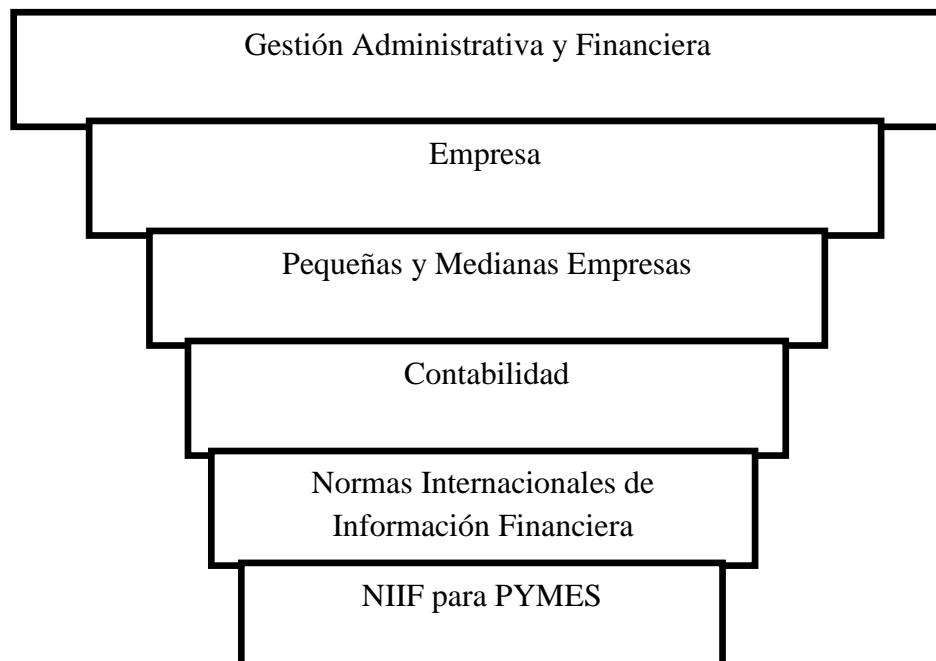 Gestión Administrativa y Financiera
Empresa
Pequeñas y Medianas Empresas
Contabilidad
Normas Internacionales de
Información Financiera
NIIF para PYMES